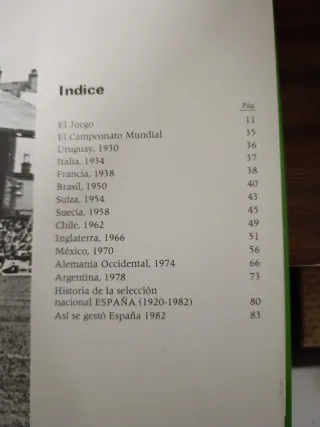 Indice
Pág.
El Juego 11
El Campeonato Mundial 35
Uruguay, 1930 36
Italia, 1934 37
Francia, 1938 38
Brasil, 1950 40
Suiza, 1954 43
Suecia, 1958 45
Chile, 1962 49
Inglaterra, 1966 51
México, 1970 56
Alemania Occidental, 1974 66
Argentina, 1978 73
Historia de la selección
nacional ESPAÑA (1920-1982) 80
Así se gestó España 1982 83